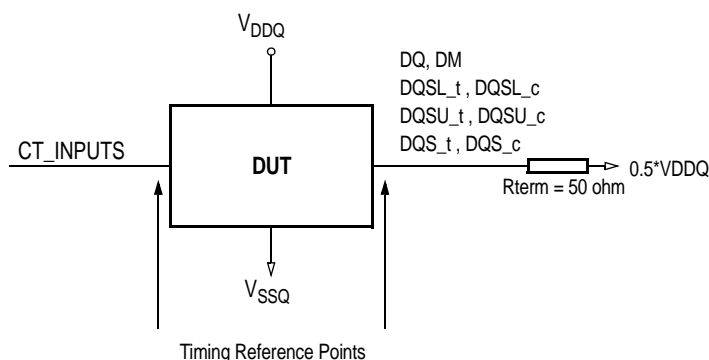 VDDQ
DQ, DM
DQSL_t , DQSL_c
DQSU_t , DQSU_c
DQS_t , DQS_c
CT_INPUTS
DUT
0.5*VDDQ
Rterm = 50 ohm
VSSQ
Timing Reference Points